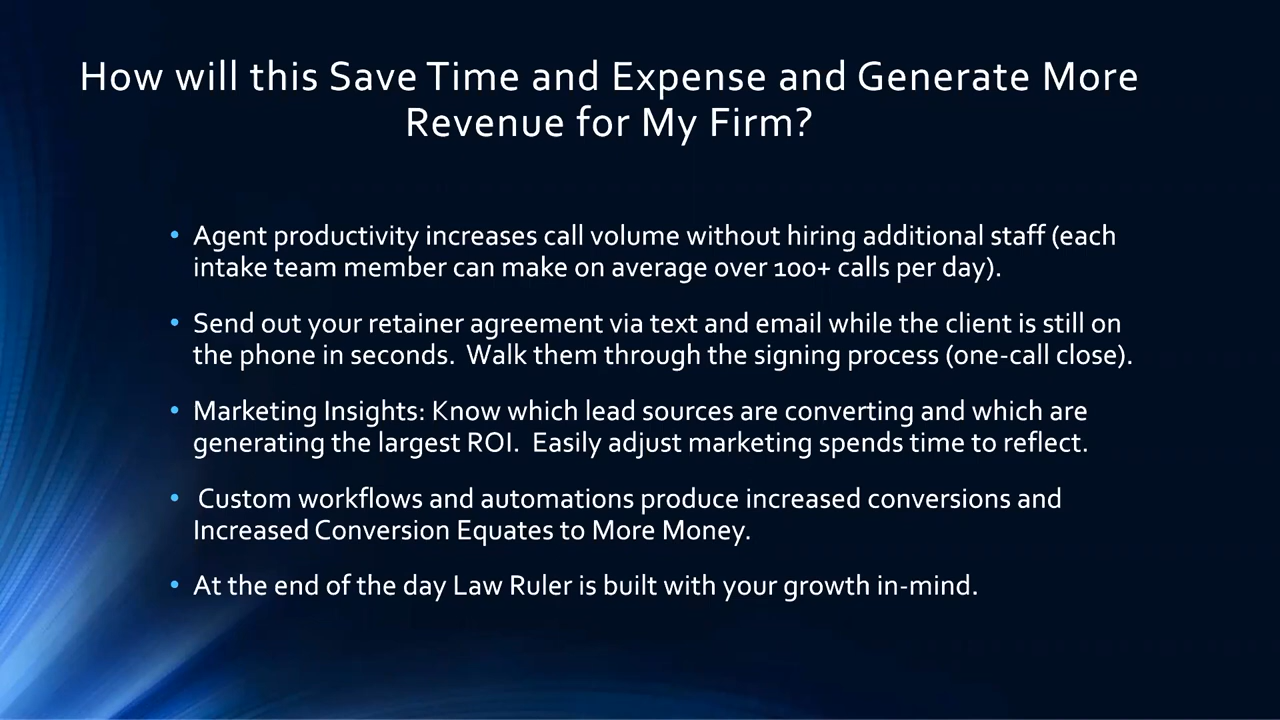 How will this Save Time and Expense and Generate More
Revenue for My Firm?
• Agent productivity increases call volume without hiring additional staff (each
intake team member can make on average over 100+ calls per day).
• Send out your retainer agreement via text and email while the client is still on
the phone in seconds.  Walk them through the signing process (one-call close).
• Marketing Insights: Know which lead sources are converting and which are
generating the largest ROI.  Easily adjust marketing spends time to reflect.
•  Custom workflows and automations produce increased conversions and
Increased Conversion Equates to More Money.
• At the end of the day Law Ruler is built with your growth in-mind.